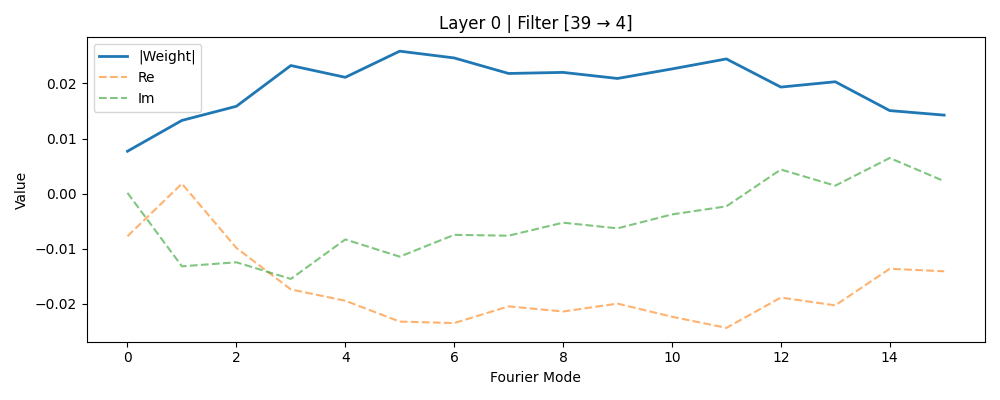 Layer 0 | Filter [39 → 4]
|Weight|
Re
Im
0.02
0.01
0.00
−0.01
−0.02
Value
0 2 4 6 8 10 12 14
Fourier Mode